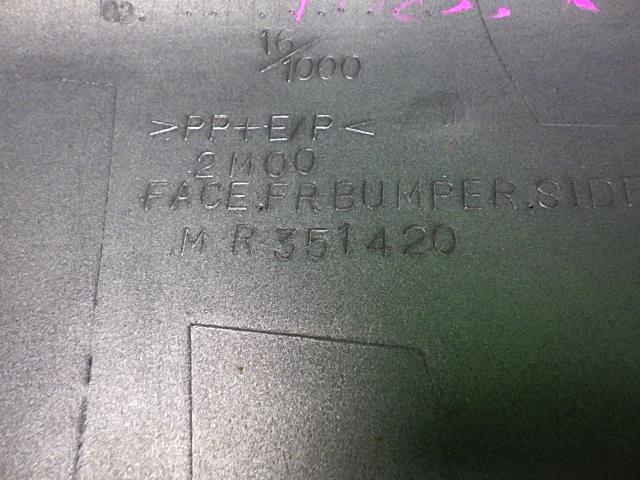 16/1000
>PP+E/P<
2M00
FACE.FR BUMPER.SIDE
MR351420